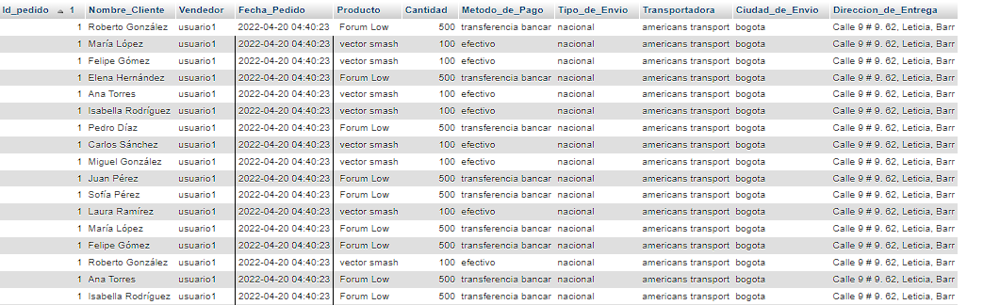 Id_pedido 1 Nombre_Cliente Vendedor Fecha_Pedido Producto Cantidad Metodo_de_Pago Tipo_de_Envio Transportadora Ciudad_de_Envio Direccion_de_Entrega
1 Roberto González usuario1 2022-04-20 04:40:23 Forum Low 500 transferencia bancar nacional americans transport bogota Calle 9 # 9. 62, Leticia, Barr
1 María López usuario1 2022-04-20 04:40:23 vector smash 100 efectivo nacional americans transport bogota Calle 9 # 9. 62, Leticia, Barr
1 Felipe Gómez usuario1 2022-04-20 04:40:23 vector smash 100 efectivo nacional americans transport bogota Calle 9 # 9. 62, Leticia, Barr
1 Elena Hernández usuario1 2022-04-20 04:40:23 Forum Low 500 transferencia bancar nacional americans transport bogota Calle 9 # 9. 62, Leticia, Barr
1 Ana Torres usuario1 2022-04-20 04:40:23 vector smash 100 efectivo nacional americans transport bogota Calle 9 # 9. 62, Leticia, Barr
1 Isabella Rodríguez usuario1 2022-04-20 04:40:23 vector smash 100 efectivo nacional americans transport bogota Calle 9 # 9. 62, Leticia, Barr
1 Pedro Díaz usuario1 2022-04-20 04:40:23 Forum Low 500 transferencia bancar nacional americans transport bogota Calle 9 # 9. 62, Leticia, Barr
1 Carlos Sánchez usuario1 2022-04-20 04:40:23 vector smash 100 efectivo nacional americans transport bogota Calle 9 # 9. 62, Leticia, Barr
1 Miguel González usuario1 2022-04-20 04:40:23 vector smash 100 efectivo nacional americans transport bogota Calle 9 # 9. 62, Leticia, Barr
1 Juan Pérez usuario1 2022-04-20 04:40:23 Forum Low 500 transferencia bancar nacional americans transport bogota Calle 9 # 9. 62, Leticia, Barr
1 Sofía Pérez usuario1 2022-04-20 04:40:23 Forum Low 500 transferencia bancar nacional americans transport bogota Calle 9 # 9. 62, Leticia, Barr
1 Laura Ramírez usuario1 2022-04-20 04:40:23 vector smash 100 efectivo nacional americans transport bogota Calle 9 # 9. 62, Leticia, Barr
1 María López usuario1 2022-04-20 04:40:23 Forum Low 500 transferencia bancar nacional americans transport bogota Calle 9 # 9. 62, Leticia, Barr
1 Felipe Gómez usuario1 2022-04-20 04:40:23 Forum Low 500 transferencia bancar nacional americans transport bogota Calle 9 # 9. 62, Leticia, Barr
1 Roberto González usuario1 2022-04-20 04:40:23 vector smash 100 efectivo nacional americans transport bogota Calle 9 # 9. 62, Leticia, Barr
1 Ana Torres usuario1 2022-04-20 04:40:23 Forum Low 500 transferencia bancar nacional americans transport bogota Calle 9 # 9. 62, Leticia, Barr
1 Isabella Rodríguez usuario1 2022-04-20 04:40:23 Forum Low 500 transferencia bancar nacional americans transport bogota Calle 9 # 9. 62, Leticia, Barr